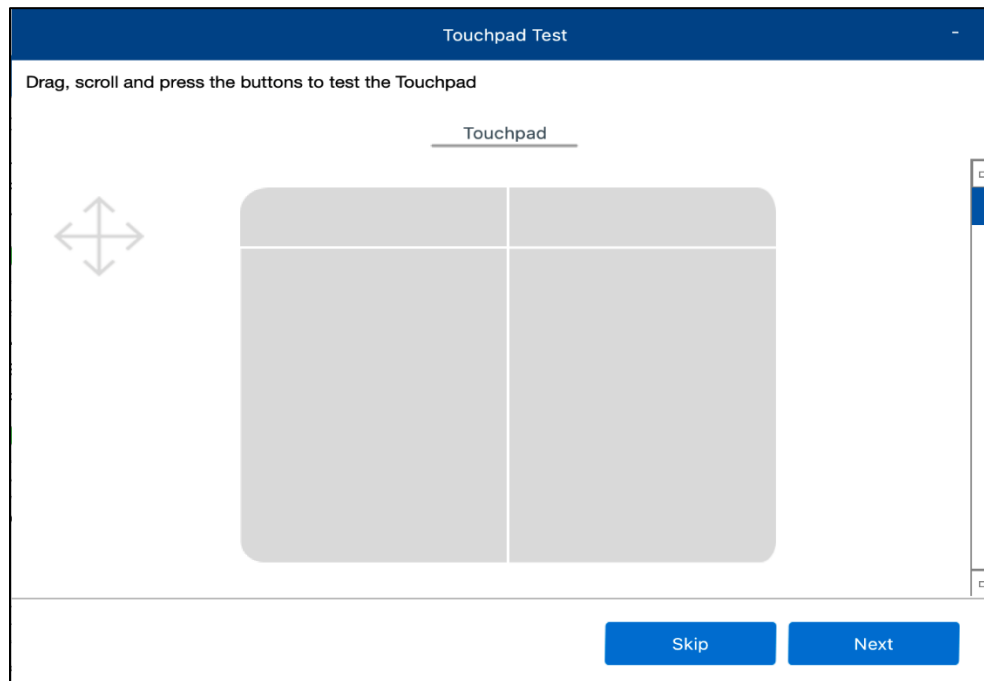 Touchpad Test
Drag, scroll and press the buttons to test the Touchpad
Touchpad
Skip
Next